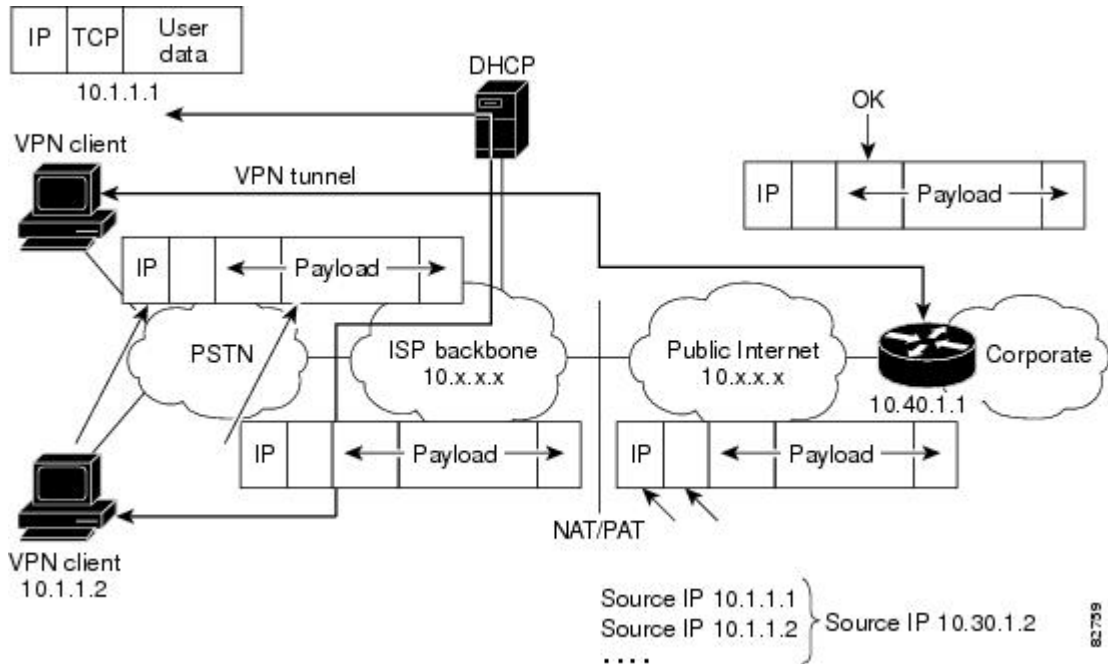 IP TCP User data
10.1.1.1
DHCP
OK
VPN client
VPN tunnel
IP Payload
IP Payload
PSTN
ISP backbone
10.x.x.x
Public Internet
10.x.x.x
Corporate
10.40.1.1
IP Payload
IP Payload
NAT/PAT
VPN client
10.1.1.2
Source IP 10.1.1.1
Source IP 10.1.1.2
....
Source IP 10.30.1.2
82759